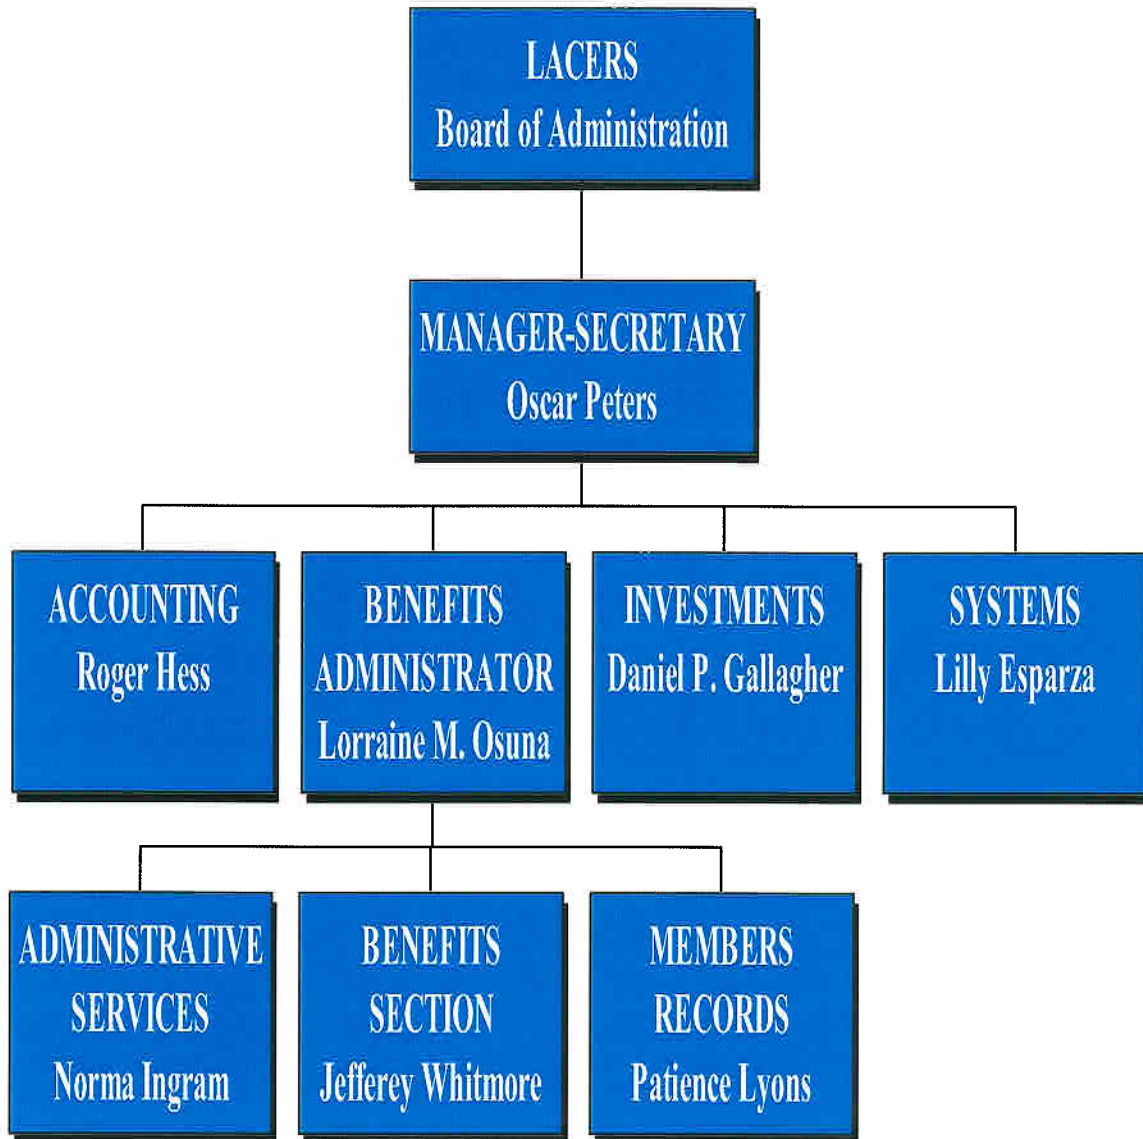 LACERS
Board of Administration
MANAGER-SECRETARY
Oscar Peters
ACCOUNTING
Roger Hess
BENEFITS
ADMINISTRATOR
Lorraine M. Osuna
INVESTMENTS
Daniel P. Gallagher
SYSTEMS
Lilly Esparza
ADMINISTRATIVE
SERVICES
Norma Ingram
BENEFITS
SECTION
Jefferey Whitmore
MEMBERS
RECORDS
Patience Lyons